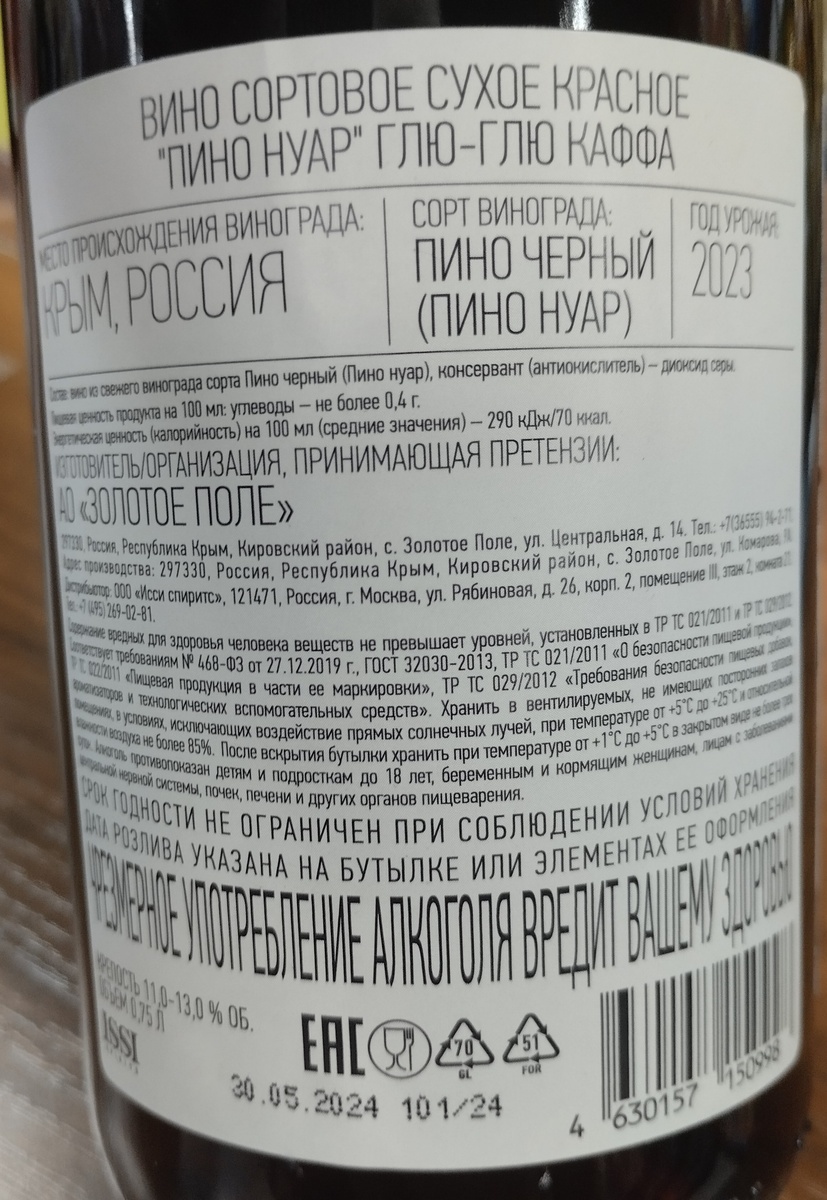 ВИНО СОРТОВОЕ СУХОЕ КРАСНОЕ
"ПИНО НУАР" ГЛЮ-ГЛЮ КАФФА
МЕСТО ПРОИСХОЖДЕНИЯ ВИНОГРАДА:
КРЫМ, РОССИЯ
СОРТ ВИНОГРАДА:
ПИНО ЧЕРНЫЙ
(ПИНО НУАР)
ГОД УРОЖАЯ:
2023
Состав: вино из свежего винограда сорта Пино черный (Пино нуар), консервант (антиокислитель) – диоксид серы.
Пищевая ценность продукта на 100 мл: углеводы – не более 0,4 г.
Энергетическая ценность (калорийность) на 100 мл (средние значения) – 290 кДж/70 ккал.
ИЗГОТОВИТЕЛЬ/ОРГАНИЗАЦИЯ, ПРИНИМАЮЩАЯ ПРЕТЕНЗИИ:
АО «ЗОЛОТОЕ ПОЛЕ»
297330, Россия, Республика Крым, Кировский район, с. Золотое Поле, ул. Центральная, д. 14. Тел.: +7(36555)
Адрес производства: 297330, Россия, Республика Крым, Кировский район, с. Золотое Поле, ул. Комарова,
Дистрибьютор: ООО «Исси спиритс», 121471, Россия, г. Москва, ул. Рябиновая, д. 26, корп. 2, помещение III, этаж 2, комната
Тел. +7 (495) 269-02-81.
Содержание вредных для здоровья человека веществ не превышает уровней, установленных в ТР ТС 021/2011 и ТР ТС 029/2012.
Соответствует требованиям № 468-ФЗ от 27.12.2019 г., ГОСТ 32030-2013, ТР ТС 021/2011 «О безопасности пищевой продукции»,
ТР ТС 022/2011 «Пищевая продукция в части ее маркировки», ТР ТС 029/2012 «Требования безопасности пищевых добавок,
ароматизаторов и технологических вспомогательных средств». Хранить в вентилируемых, не имеющих посторонних запахов
помещениях, в условиях, исключающих воздействие прямых солнечных лучей, при температуре от +5°С до +25°С и относительной
влажности воздуха не более 85%. После вскрытия бутылки хранить при температуре от +1°С до +5°С в закрытом виде не более трех
суток. Алкоголь противопоказан детям и подросткам до 18 лет, беременным и кормящим женщинам, лицам с заболеваниями
центральной нервной системы, почек, печени и других органов пищеварения.
СРОК ГОДНОСТИ НЕ ОГРАНИЧЕН ПРИ СОБЛЮДЕНИИ УСЛОВИЙ ХРАНЕНИЯ
ДАТА РОЗЛИВА УКАЗАНА НА БУТЫЛКЕ ИЛИ ЭЛЕМЕНТАХ ЕЕ ОФОРМЛЕНИЯ
ЧРЕЗМЕРНОЕ УПОТРЕБЛЕНИЕ АЛКОГОЛЯ ВРЕДИТ ВАШЕМУ ЗДОРОВЬЮ
КРЕПОСТЬ 11,0-13,0 % ОБ.
ОБЪЕМ 0,75 Л
ISSI
EAC
70
GL
51
FOR
30.05.2024 101/24
4 630157 150998